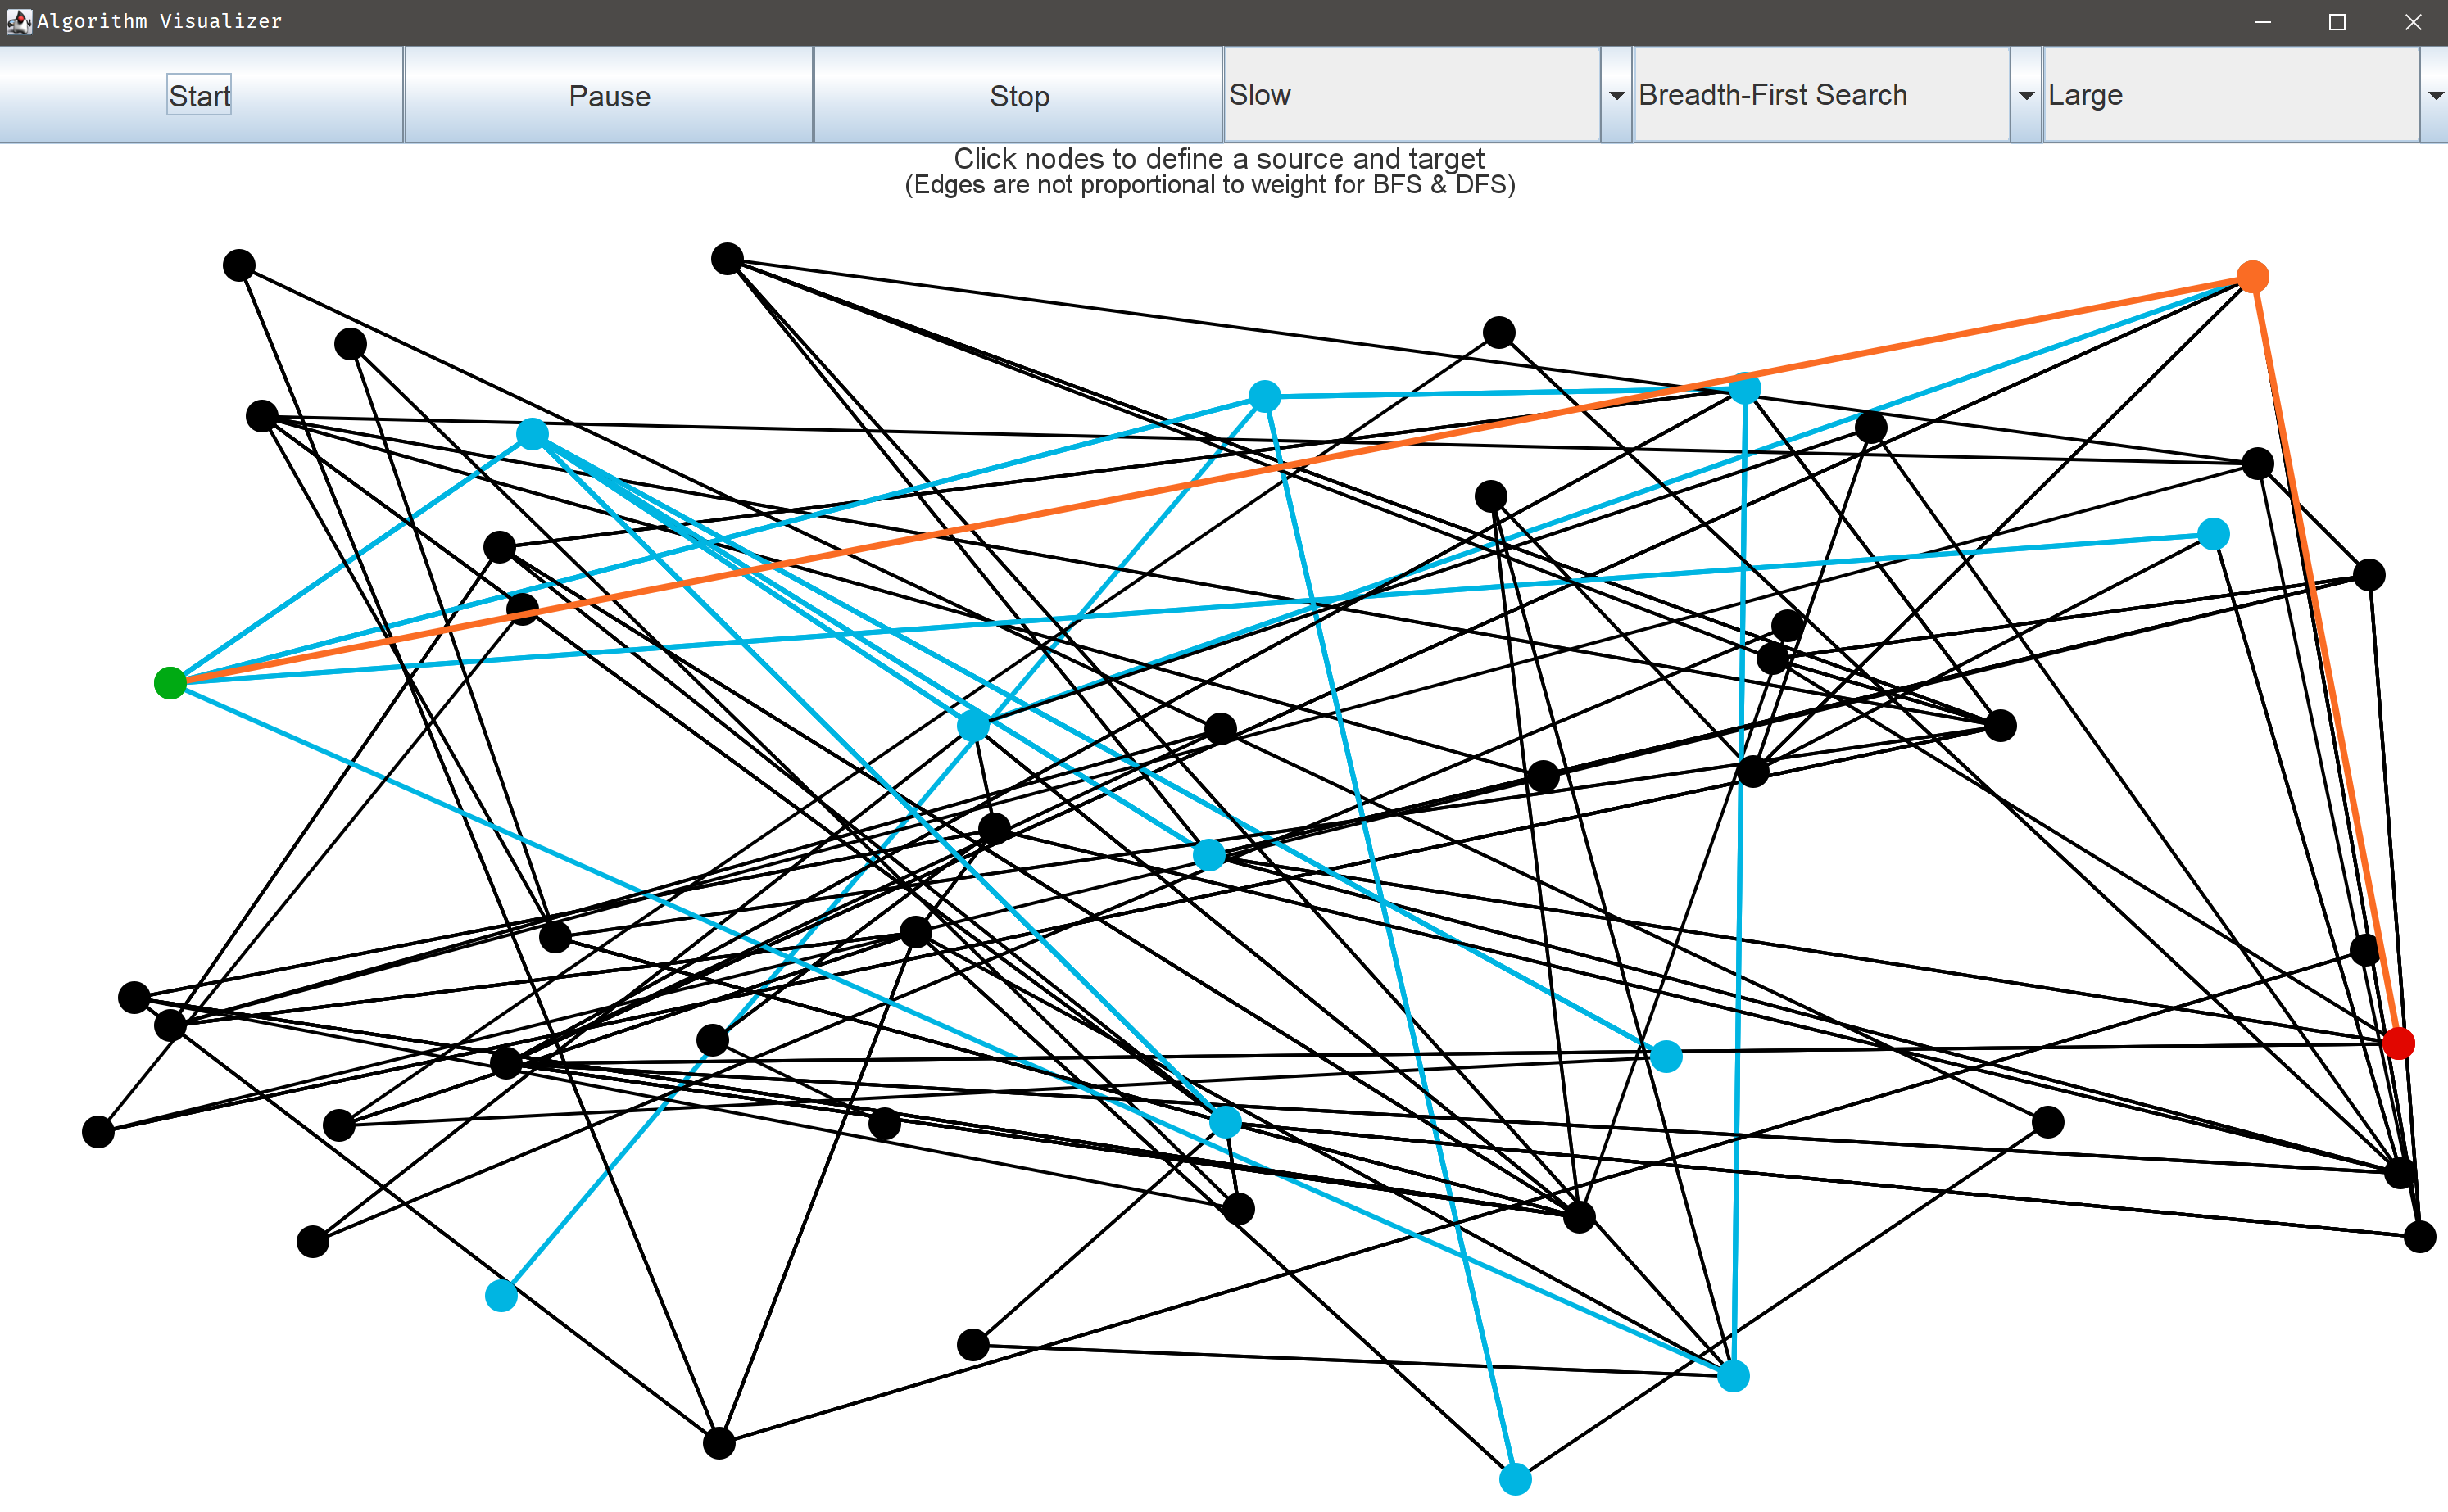 Algorithm Visualizer
Start Pause Stop Slow Breadth-First Search Large
Click nodes to define a source and target
(Edges are not proportional to weight for BFS & DFS)